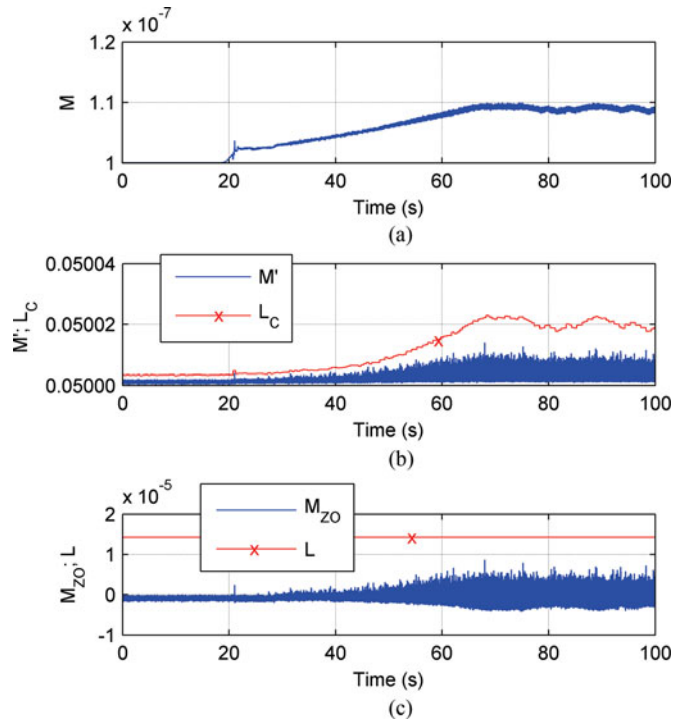 x 10^-7
1.2
1.1
1
M
0 20 40 60 80 100
Time (s)
(a)
0.05004
0.05002
0.05000
M'; L_C
M'
L_C
0 20 40 60 80 100
Time (s)
(b)
x 10^-5
2
1
0
-1
M_ZO; L
M_ZO
L
0 20 40 60 80 100
Time (s)
(c)